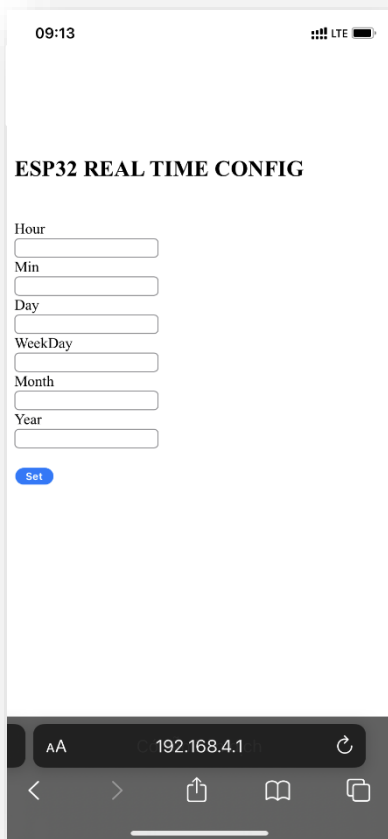 09:13 LTE
ESP32 REAL TIME CONFIG
Hour
Min
Day
WeekDay
Month
Year
Set
AA 192.168.4.1